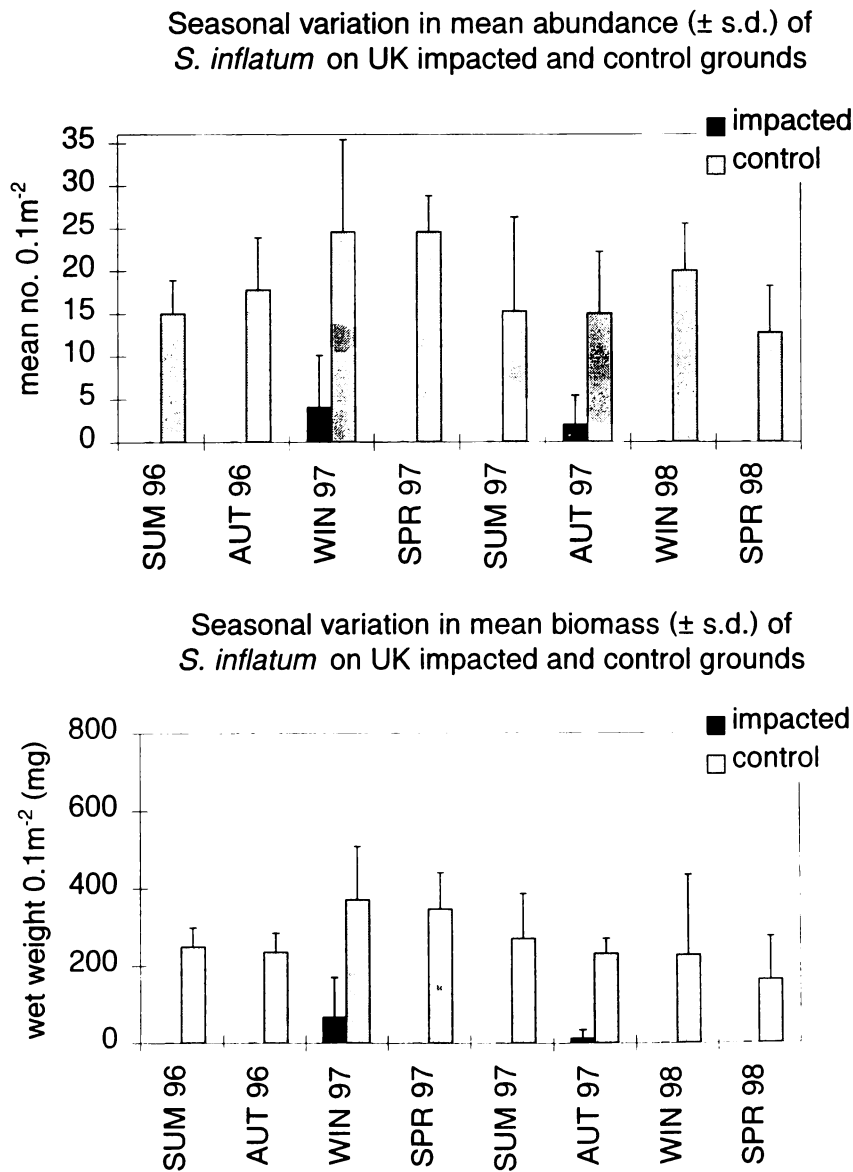 Seasonal variation in mean abundance (± s.d.) of
S. inflatum on UK impacted and control grounds
impacted
control
mean no. 0.1m⁻²
35
30
25
20
15
10
5
0
SUM 96
AUT 96
WIN 97
SPR 97
SUM 97
AUT 97
WIN 98
SPR 98
Seasonal variation in mean biomass (± s.d.) of
S. inflatum on UK impacted and control grounds
impacted
control
wet weight 0.1m⁻² (mg)
800
600
400
200
0
SUM 96
AUT 96
WIN 97
SPR 97
SUM 97
AUT 97
WIN 98
SPR 98